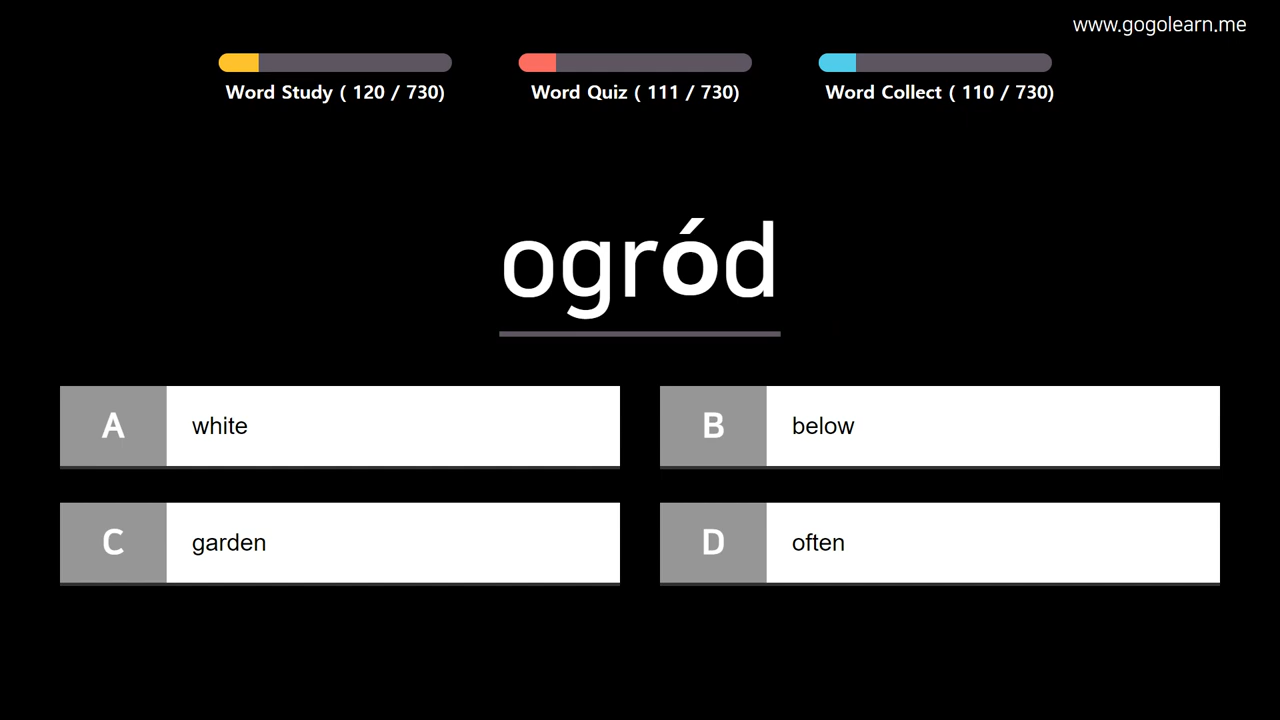 www.gogolearn.me
Word Study ( 120 / 730)
Word Quiz ( 111 / 730)
Word Collect ( 110 / 730)
ogród
A white
B below
C garden
D often